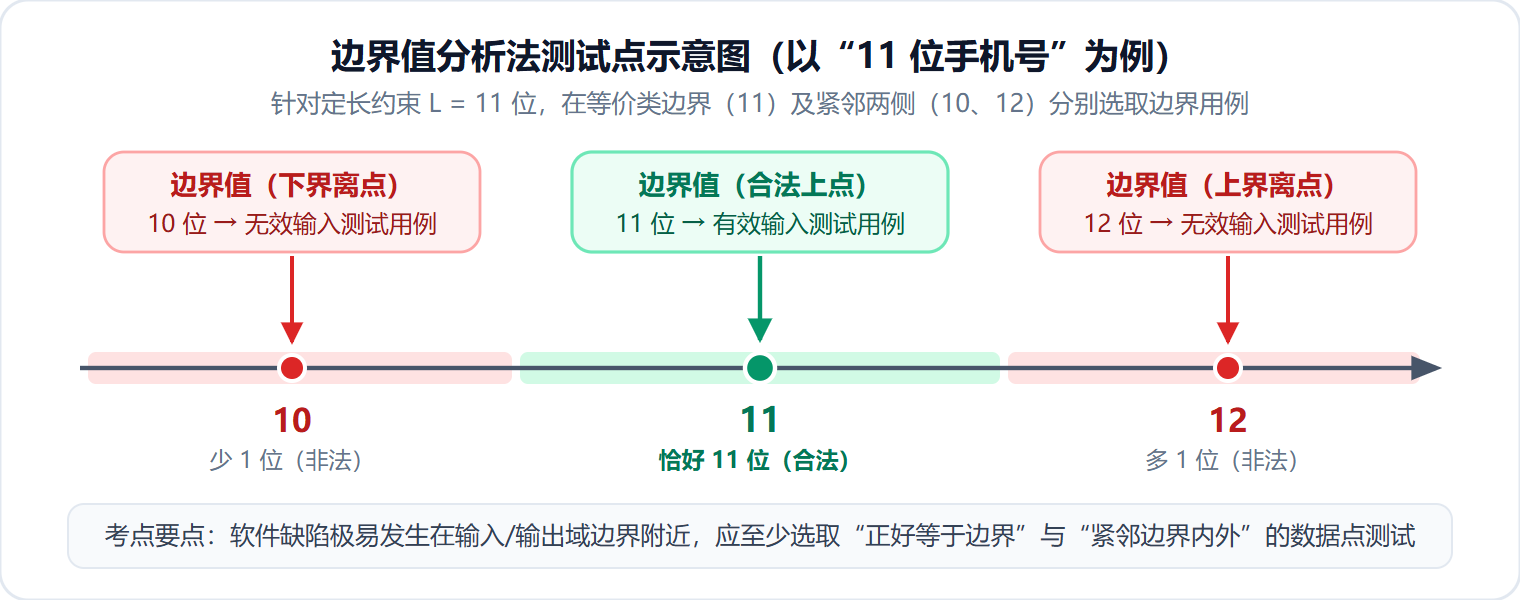 边界值分析法测试点示意图（以“11 位手机号”为例）
针对定长约束 L = 11 位，在等价类边界（11）及紧邻两侧（10、12）分别选取边界用例
边界值（下界离点）
10 位 → 无效输入测试用例
边界值（合法上点）
11 位 → 有效输入测试用例
边界值（上界离点）
12 位 → 无效输入测试用例
10
11
12
少 1 位（非法）
恰好 11 位（合法）
多 1 位（非法）
考点要点：软件缺陷极易发生在输入/输出域边界附近，应至少选取“正好等于边界”与“紧邻边界内外”的数据点测试